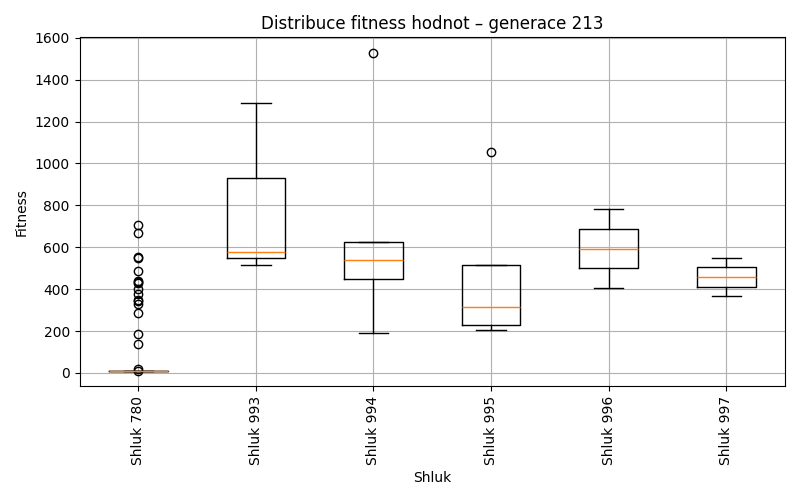 Distribuce fitness hodnot – generace 213
Fitness
1600
1400
1200
1000
800
600
400
200
0
Shluk 780
Shluk 993
Shluk 994
Shluk 995
Shluk 996
Shluk 997
Shluk